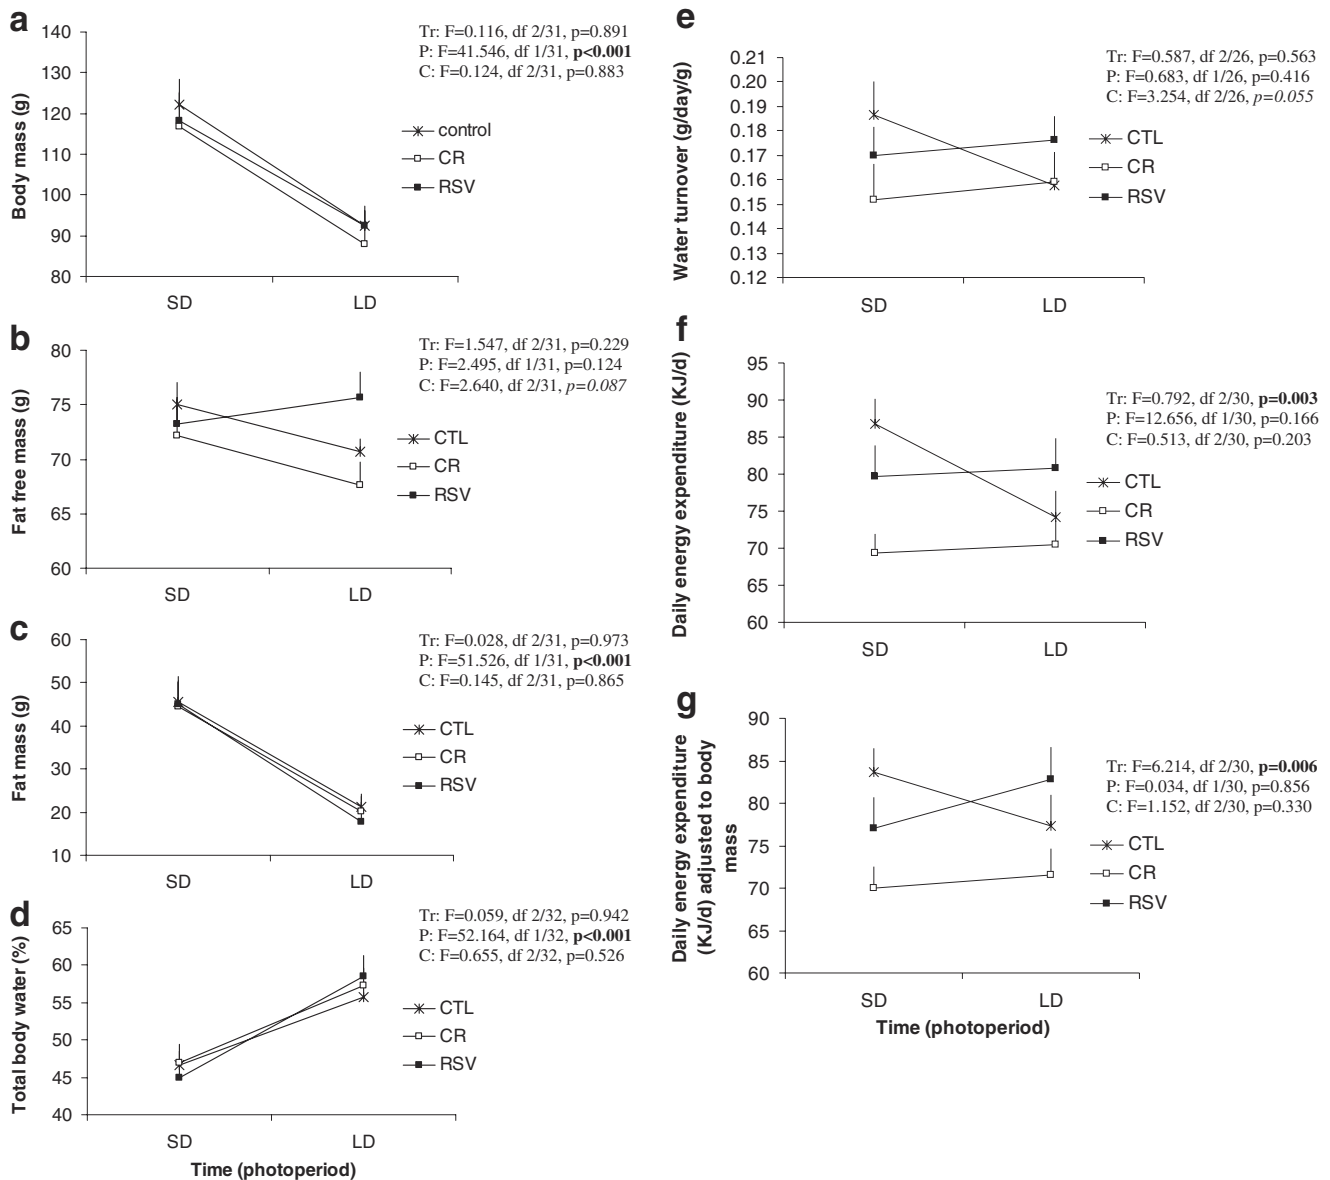 a
140
130
120
110
100
90
80
Body mass (g)
SD
LD
Tr: F=0.116, df 2/31, p=0.891
P: F=41.546, df 1/31, p<0.001
C: F=0.124, df 2/31, p=0.883
control
CR
RSV
b
80
75
70
65
60
Fat free mass (g)
SD
LD
Tr: F=1.547, df 2/31, p=0.229
P: F=2.495, df 1/31, p=0.124
C: F=2.640, df 2/31, p=0.087
CTL
CR
RSV
c
60
50
40
30
20
10
Fat mass (g)
SD
LD
Tr: F=0.028, df 2/31, p=0.973
P: F=51.526, df 1/31, p<0.001
C: F=0.145, df 2/31, p=0.865
CTL
CR
RSV
d
65
60
55
50
45
40
Total body water (%)
SD
LD
Time (photoperiod)
Tr: F=0.059, df 2/32, p=0.942
P: F=52.164, df 1/32, p<0.001
C: F=0.655, df 2/32, p=0.526
CTL
CR
RSV
e
0.21
0.20
0.19
0.18
0.17
0.16
0.15
0.14
0.13
0.12
Water turnover (g/day/g)
SD
LD
Tr: F=0.587, df 2/26, p=0.563
P: F=0.683, df 1/26, p=0.416
C: F=3.254, df 2/26, p=0.055
CTL
CR
RSV
f
95
90
85
80
75
70
65
60
Daily energy expenditure (KJ/d)
SD
LD
Tr: F=0.792, df 2/30, p=0.003
P: F=12.656, df 1/30, p=0.166
C: F=0.513, df 2/30, p=0.203
CTL
CR
RSV
g
90
85
80
75
70
65
60
Daily energy expenditure
(KJ/d) adjusted to body
mass
SD
LD
Time (photoperiod)
Tr: F=6.214, df 2/30, p=0.006
P: F=0.034, df 1/30, p=0.856
C: F=1.152, df 2/30, p=0.330
CTL
CR
RSV